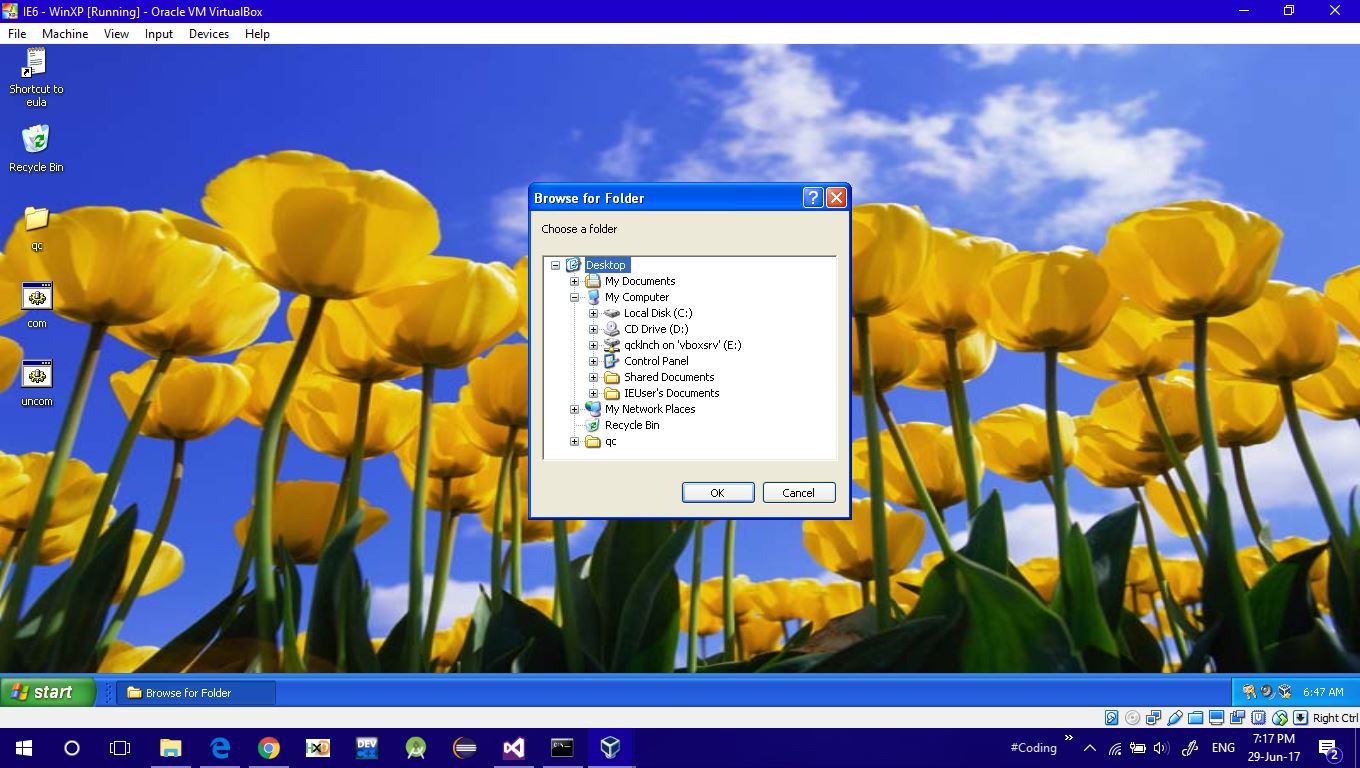 IE6 - WinXP [Running] - Oracle VM VirtualBox
File Machine View Input Devices Help
Shortcut to
eula
Recycle Bin
qc
com
uncom
Browse for Folder
Choose a folder
Desktop
My Documents
My Computer
Local Disk (C:)
CD Drive (D:)
qcklnch on 'vboxsrv' (E:)
Control Panel
Shared Documents
IEUser's Documents
My Network Places
Recycle Bin
qc
OK Cancel
start Browse for Folder 6:47 AM
Right Ctrl
DEV
#Coding ENG 7:17 PM
29-Jun-17 2